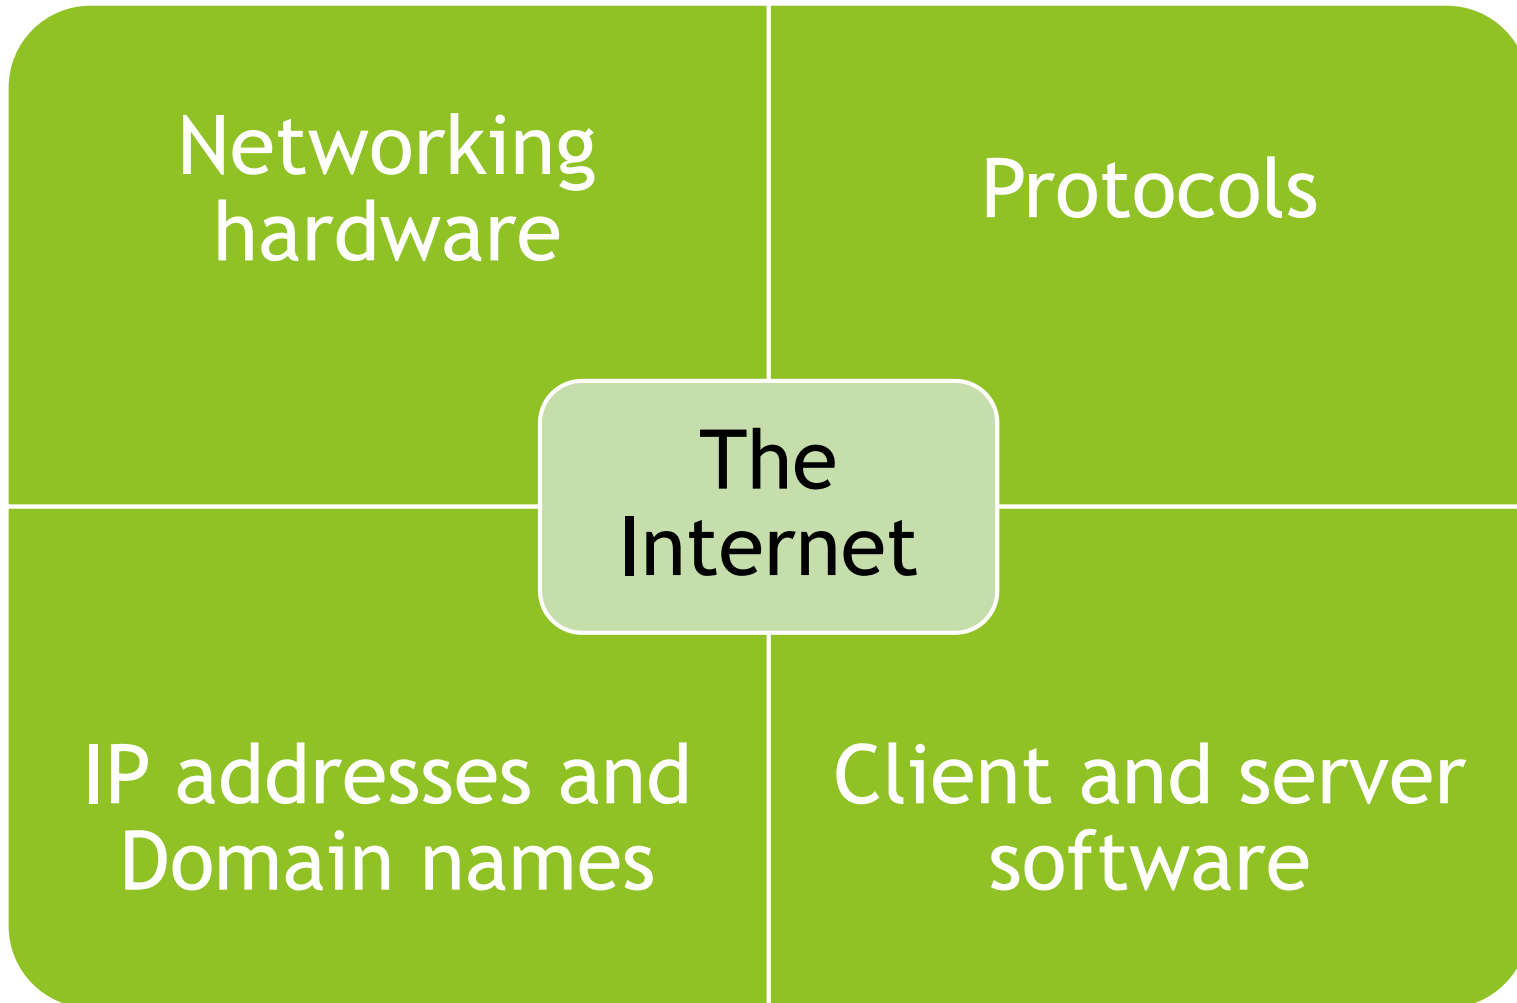 Networking
hardware
Protocols
The
Internet
IP addresses and
Domain names
Client and server
software